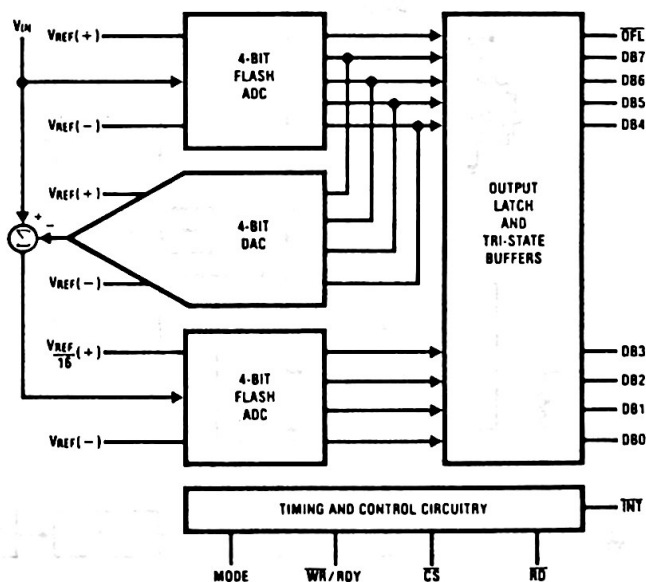 VIN
VREF(+)
4-BIT
FLASH
ADC
VREF(-)
OFL
DB7
DB6
DB5
DB4
VREF(+)
4-BIT
DAC
VREF(-)
+
-
Σ
OUTPUT
LATCH
AND
TRI-STATE
BUFFERS
VREF(+)
16
4-BIT
FLASH
ADC
VREF(-)
DB3
DB2
DB1
DB0
TIMING AND CONTROL CIRCUITRY
INT
MODE
WR/RDY
CS
RD